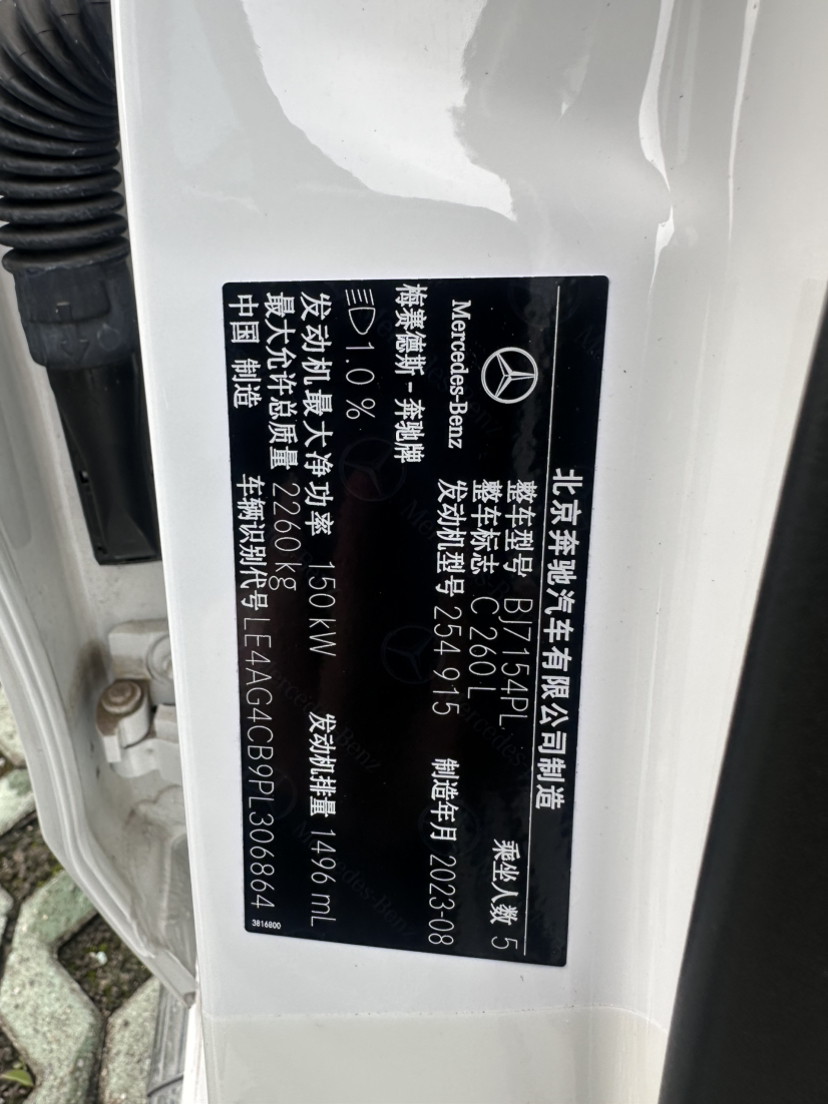 北京奔驰汽车有限公司制造
整车型号 BJ7154PL 乘坐人数 5
整车标志 C 260 L
Mercedes-Benz 发动机型号 254 915 制造年月 2023-08
梅赛德斯-奔驰牌
1.0 %
发动机最大净功率 150 kW 发动机排量 1496 mL
最大允许总质量 2260 kg
中国 制造 车辆识别代号 LE4AG4CB9PL306864
3816800